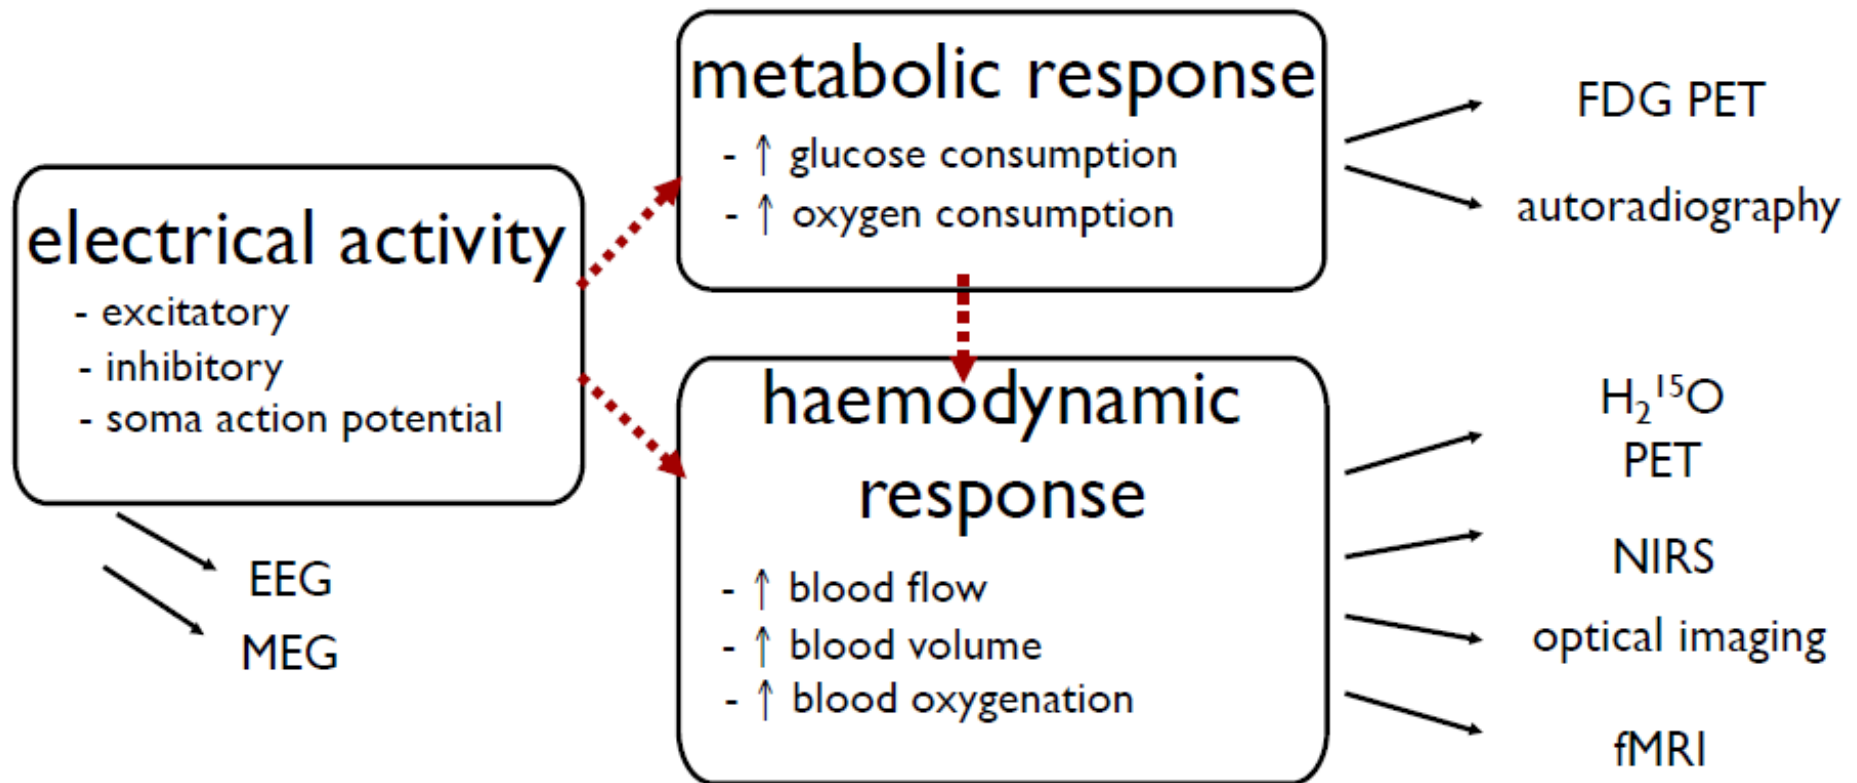 electrical activity
- excitatory
- inhibitory
- soma action potential
EEG
MEG
metabolic response
- ↑ glucose consumption
- ↑ oxygen consumption
FDG PET
autoradiography
haemodynamic
response
- ↑ blood flow
- ↑ blood volume
- ↑ blood oxygenation
H₂¹⁵O
PET
NIRS
optical imaging
fMRI